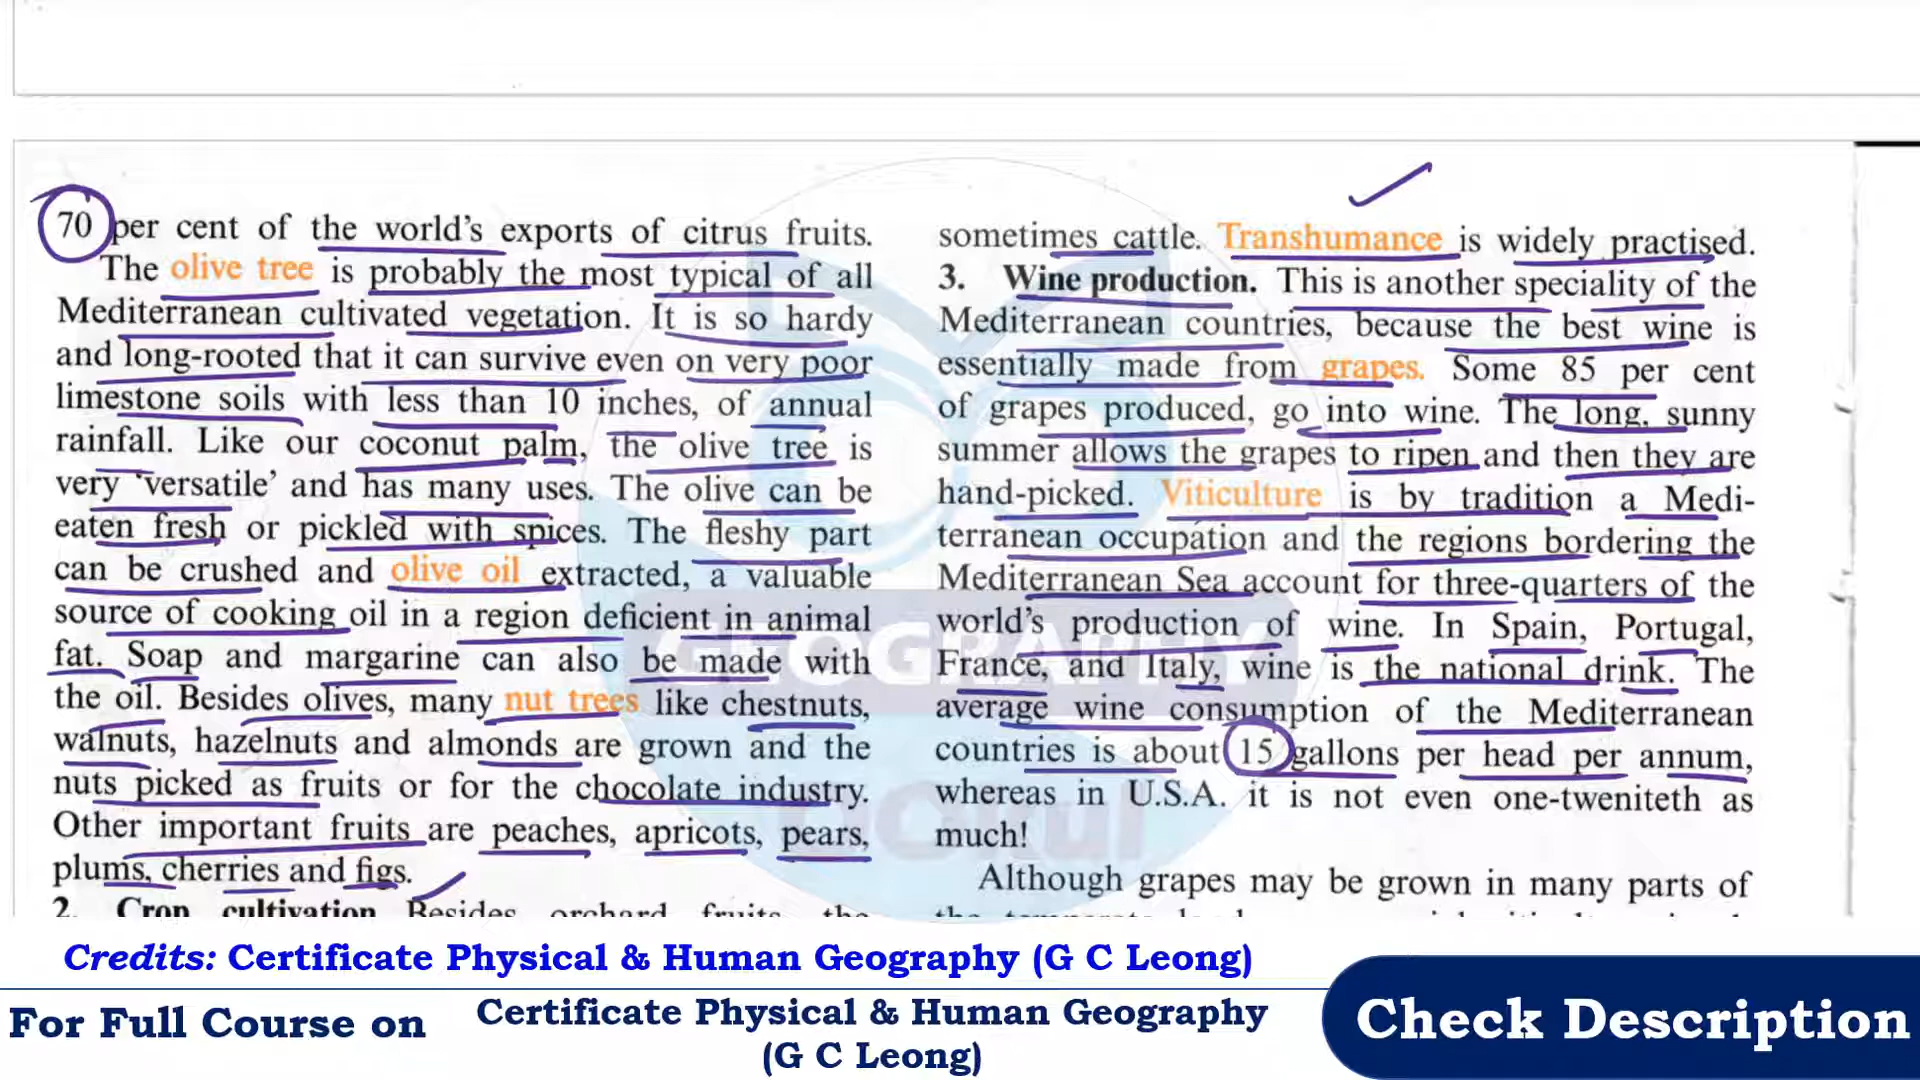 70 per cent of the world's exports of citrus fruits.
The olive tree is probably the most typical of all
Mediterranean cultivated vegetation. It is so hardy
and long-rooted that it can survive even on very poor
limestone soils with less than 10 inches, of annual
rainfall. Like our coconut palm, the olive tree is
very 'versatile' and has many uses. The olive can be
eaten fresh or pickled with spices. The fleshy part
can be crushed and olive oil extracted, a valuable
source of cooking oil in a region deficient in animal
fat. Soap and margarine can also be made with
the oil. Besides olives, many nut trees like chestnuts,
walnuts, hazelnuts and almonds are grown and the
nuts picked as fruits or for the chocolate industry.
Other important fruits are peaches, apricots, pears,
plums, cherries and figs.
2. Crop cultivation Besides orchard fruits the
sometimes cattle. Transhumance is widely practised.
3. Wine production. This is another speciality of the
Mediterranean countries, because the best wine is
essentially made from grapes. Some 85 per cent
of grapes produced, go into wine. The long, sunny
summer allows the grapes to ripen and then they are
hand-picked. Viticulture is by tradition a Medi-
terranean occupation and the regions bordering the
Mediterranean Sea account for three-quarters of the
world's production of wine. In Spain, Portugal,
France, and Italy, wine is the national drink. The
average wine consumption of the Mediterranean
countries is about 15 gallons per head per annum,
whereas in U.S.A. it is not even one-tweniteth as
much!
Although grapes may be grown in many parts of
GEOGRAPHY
Credits: Certificate Physical & Human Geography (G C Leong)
For Full Course on
Certificate Physical & Human Geography
(G C Leong)
Check Description